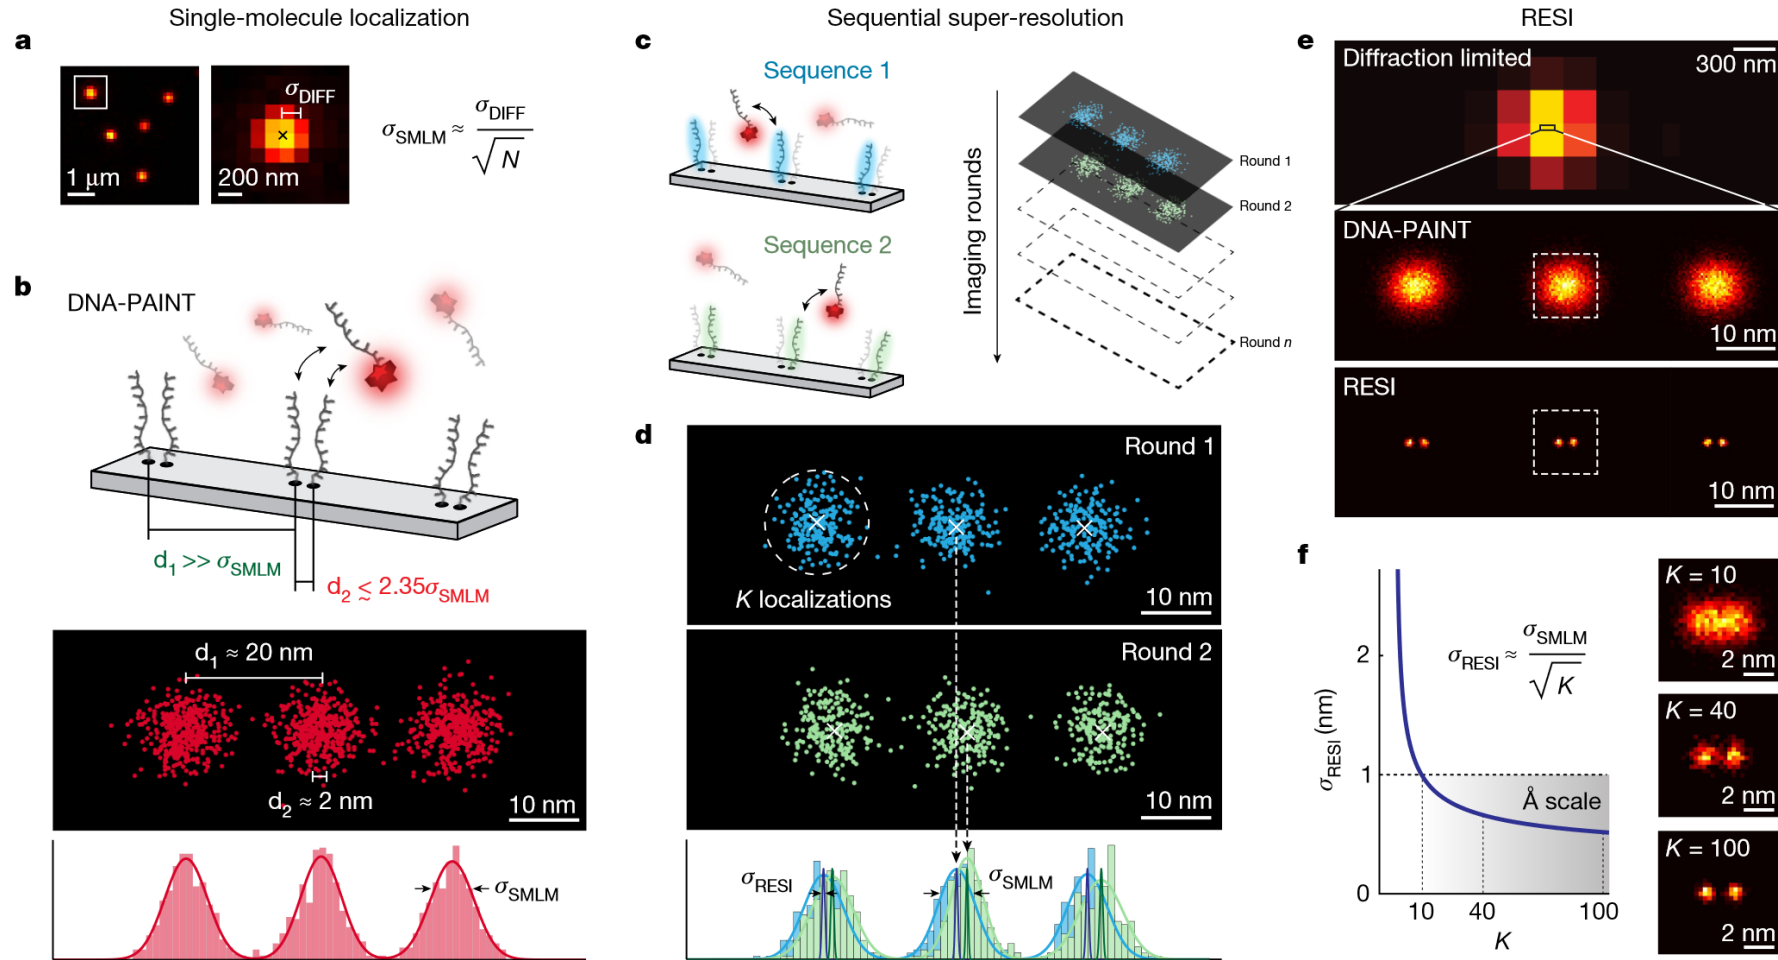 Single-molecule localization
a
σDIFF
1 μm
200 nm
σSMLM ≈ σDIFF / √N
b
DNA-PAINT
d1 >> σSMLM
d2 ≲ 2.35σSMLM
d1 ≈ 20 nm
d2 ≈ 2 nm
10 nm
σSMLM
Sequential super-resolution
c
Sequence 1
Sequence 2
Imaging rounds
Round 1
Round 2
Round n
d
Round 1
K localizations
10 nm
Round 2
10 nm
σRESI
σSMLM
RESI
e
Diffraction limited
300 nm
DNA-PAINT
10 nm
RESI
10 nm
f
σRESI (nm)
2
1
0
σRESI ≈ σSMLM / √K
Å scale
10 40 100
K
K = 10
2 nm
K = 40
2 nm
K = 100
2 nm